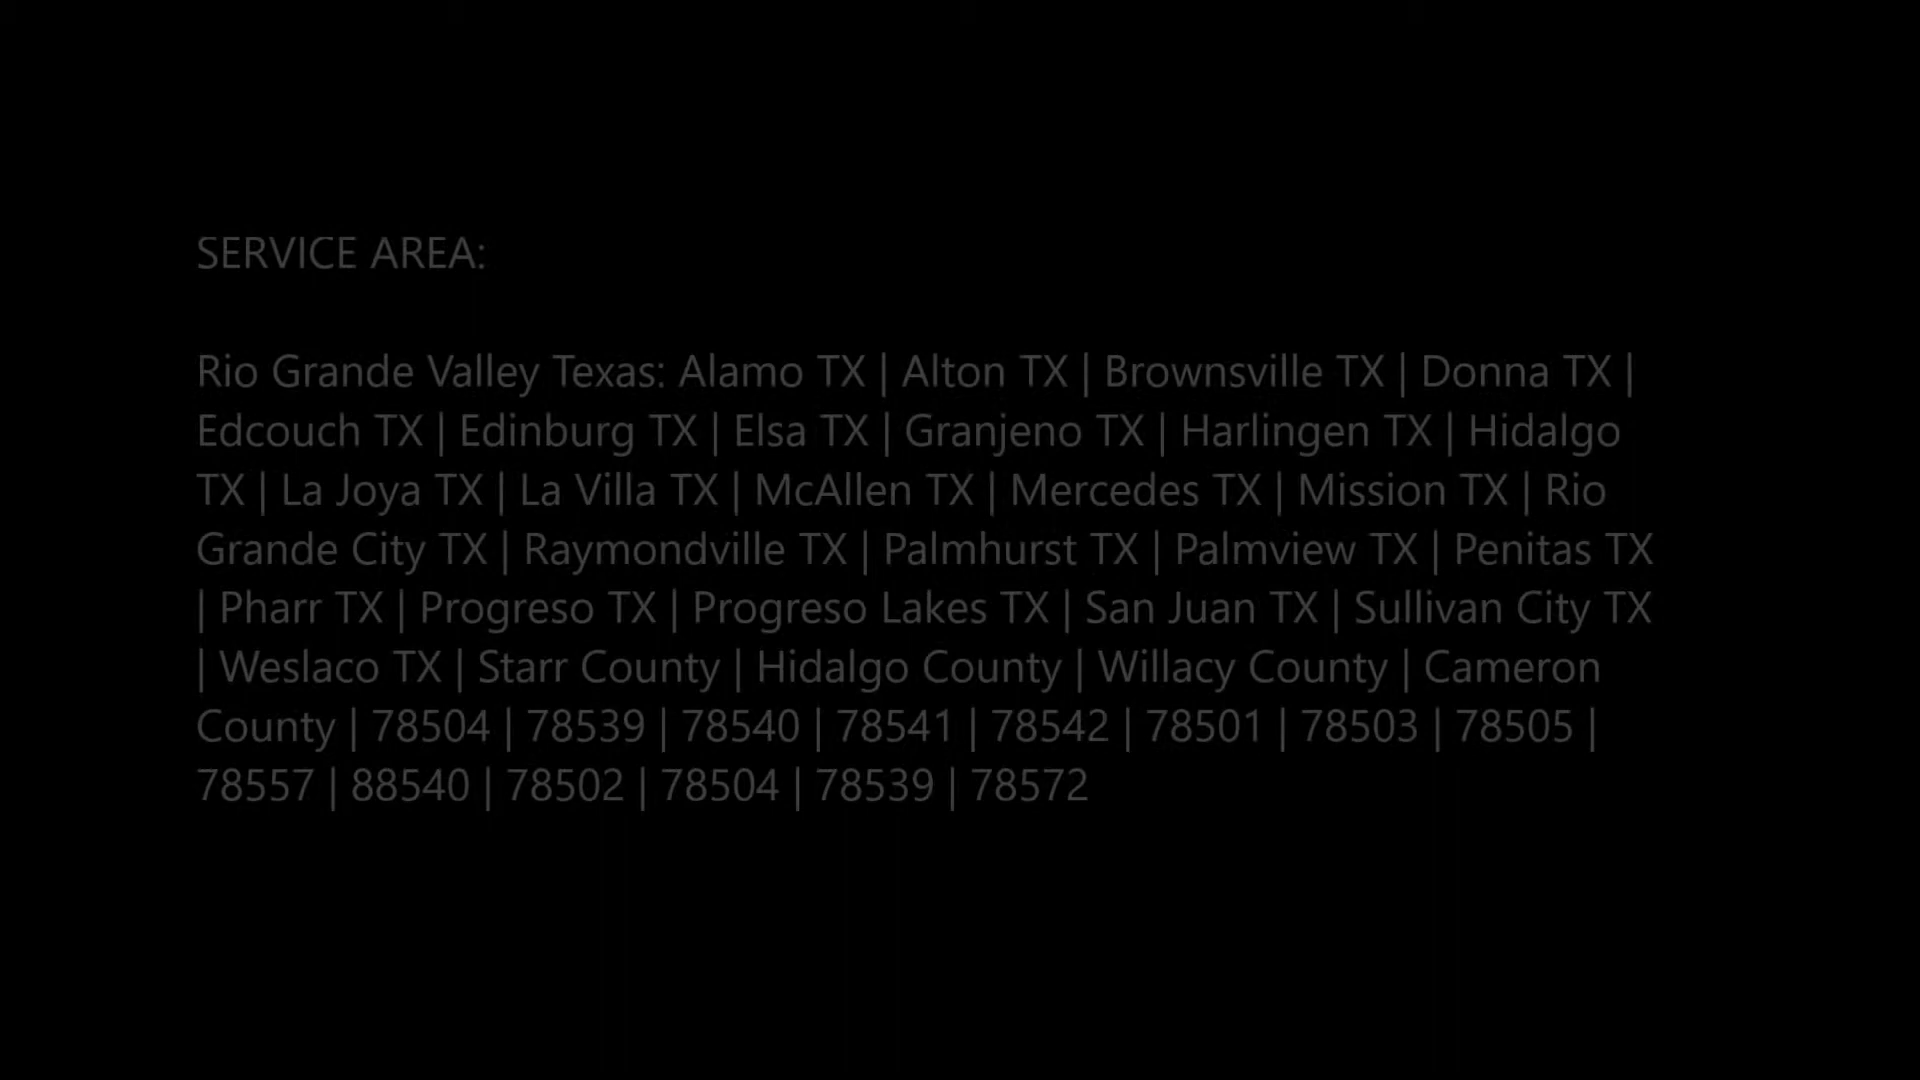 SERVICE AREA:
Rio Grande Valley Texas: Alamo TX | Alton TX | Brownsville TX | Donna TX |
Edcouch TX | Edinburg TX | Elsa TX | Granjeno TX | Harlingen TX | Hidalgo
TX | La Joya TX | La Villa TX | McAllen TX | Mercedes TX | Mission TX | Rio
Grande City TX | Raymondville TX | Palmhurst TX | Palmview TX | Penitas TX
| Pharr TX | Progreso TX | Progreso Lakes TX | San Juan TX | Sullivan City TX
| Weslaco TX | Starr County | Hidalgo County | Willacy County | Cameron
County | 78504 | 78539 | 78540 | 78541 | 78542 | 78501 | 78503 | 78505 |
78557 | 88540 | 78502 | 78504 | 78539 | 78572